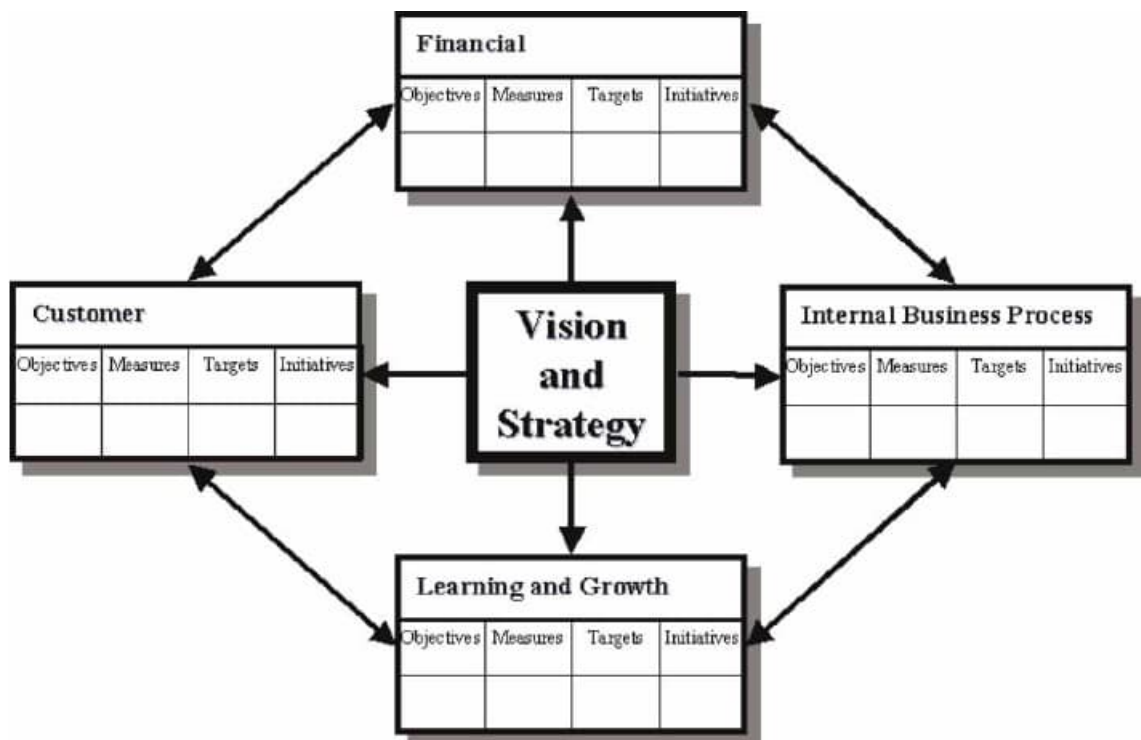 Financial
Objectives Measures Targets Initiatives
Customer
Objectives Measures Targets Initiatives
Vision
and
Strategy
Internal Business Process
Objectives Measures Targets Initiatives
Learning and Growth
Objectives Measures Targets Initiatives